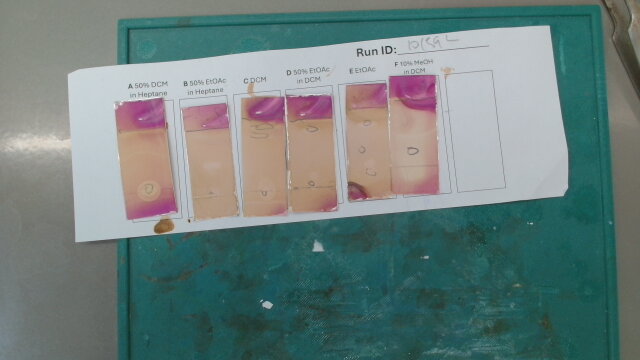 Run ID:
A 50% DCM in Heptane
B 50% EtOAc in Heptane
C DCM
D 50% EtOAc in DCM
E EtOAc
F 10% MeOH in DCM